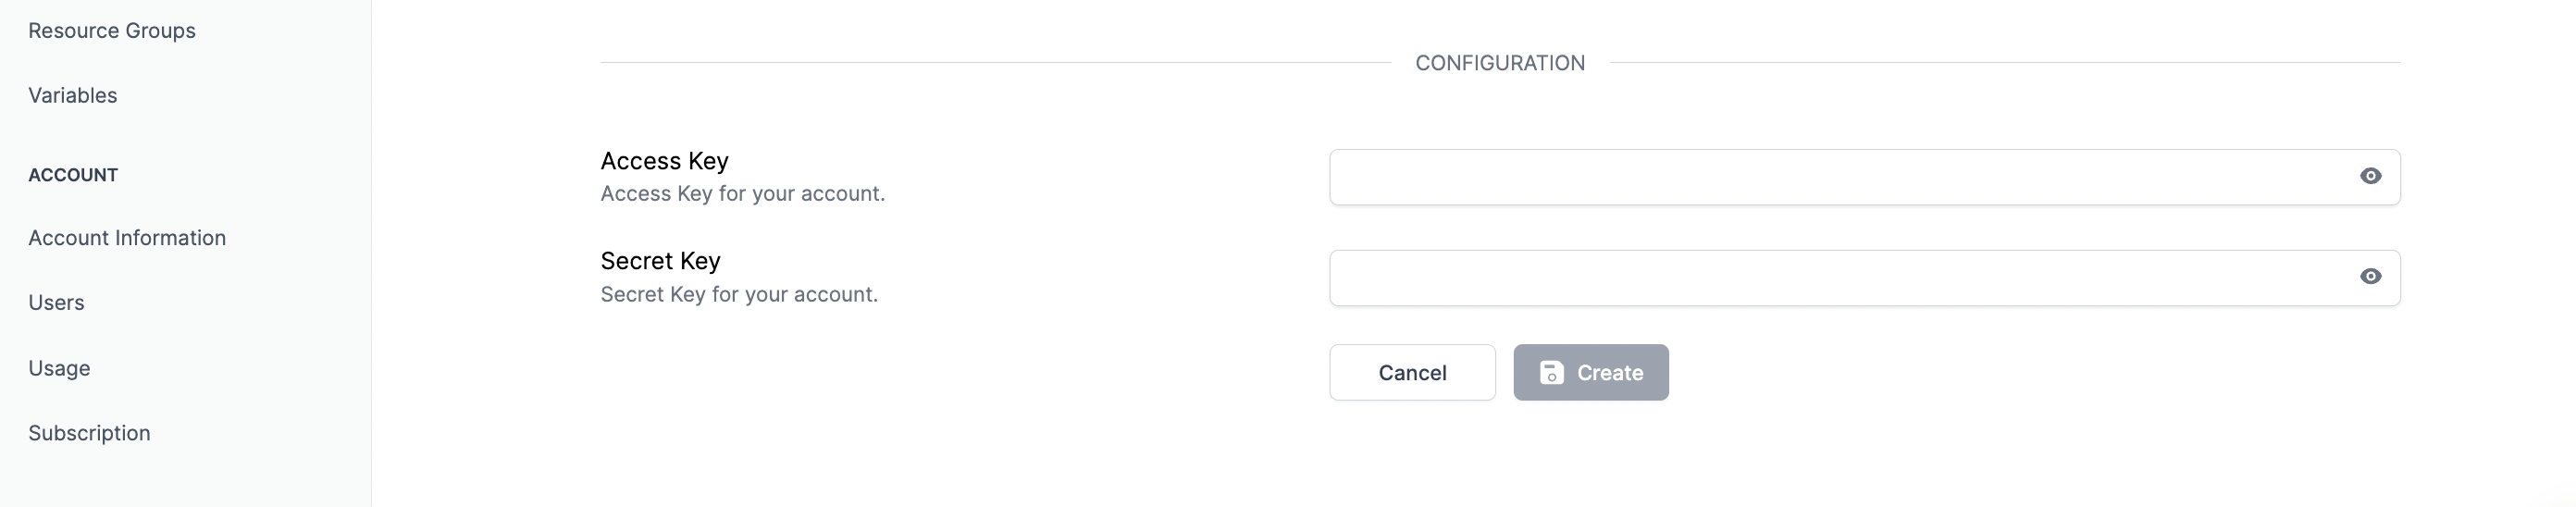 Resource Groups
Variables
ACCOUNT
Account Information
Users
Usage
Subscription
CONFIGURATION
Access Key
Access Key for your account.
Secret Key
Secret Key for your account.
Cancel
Create